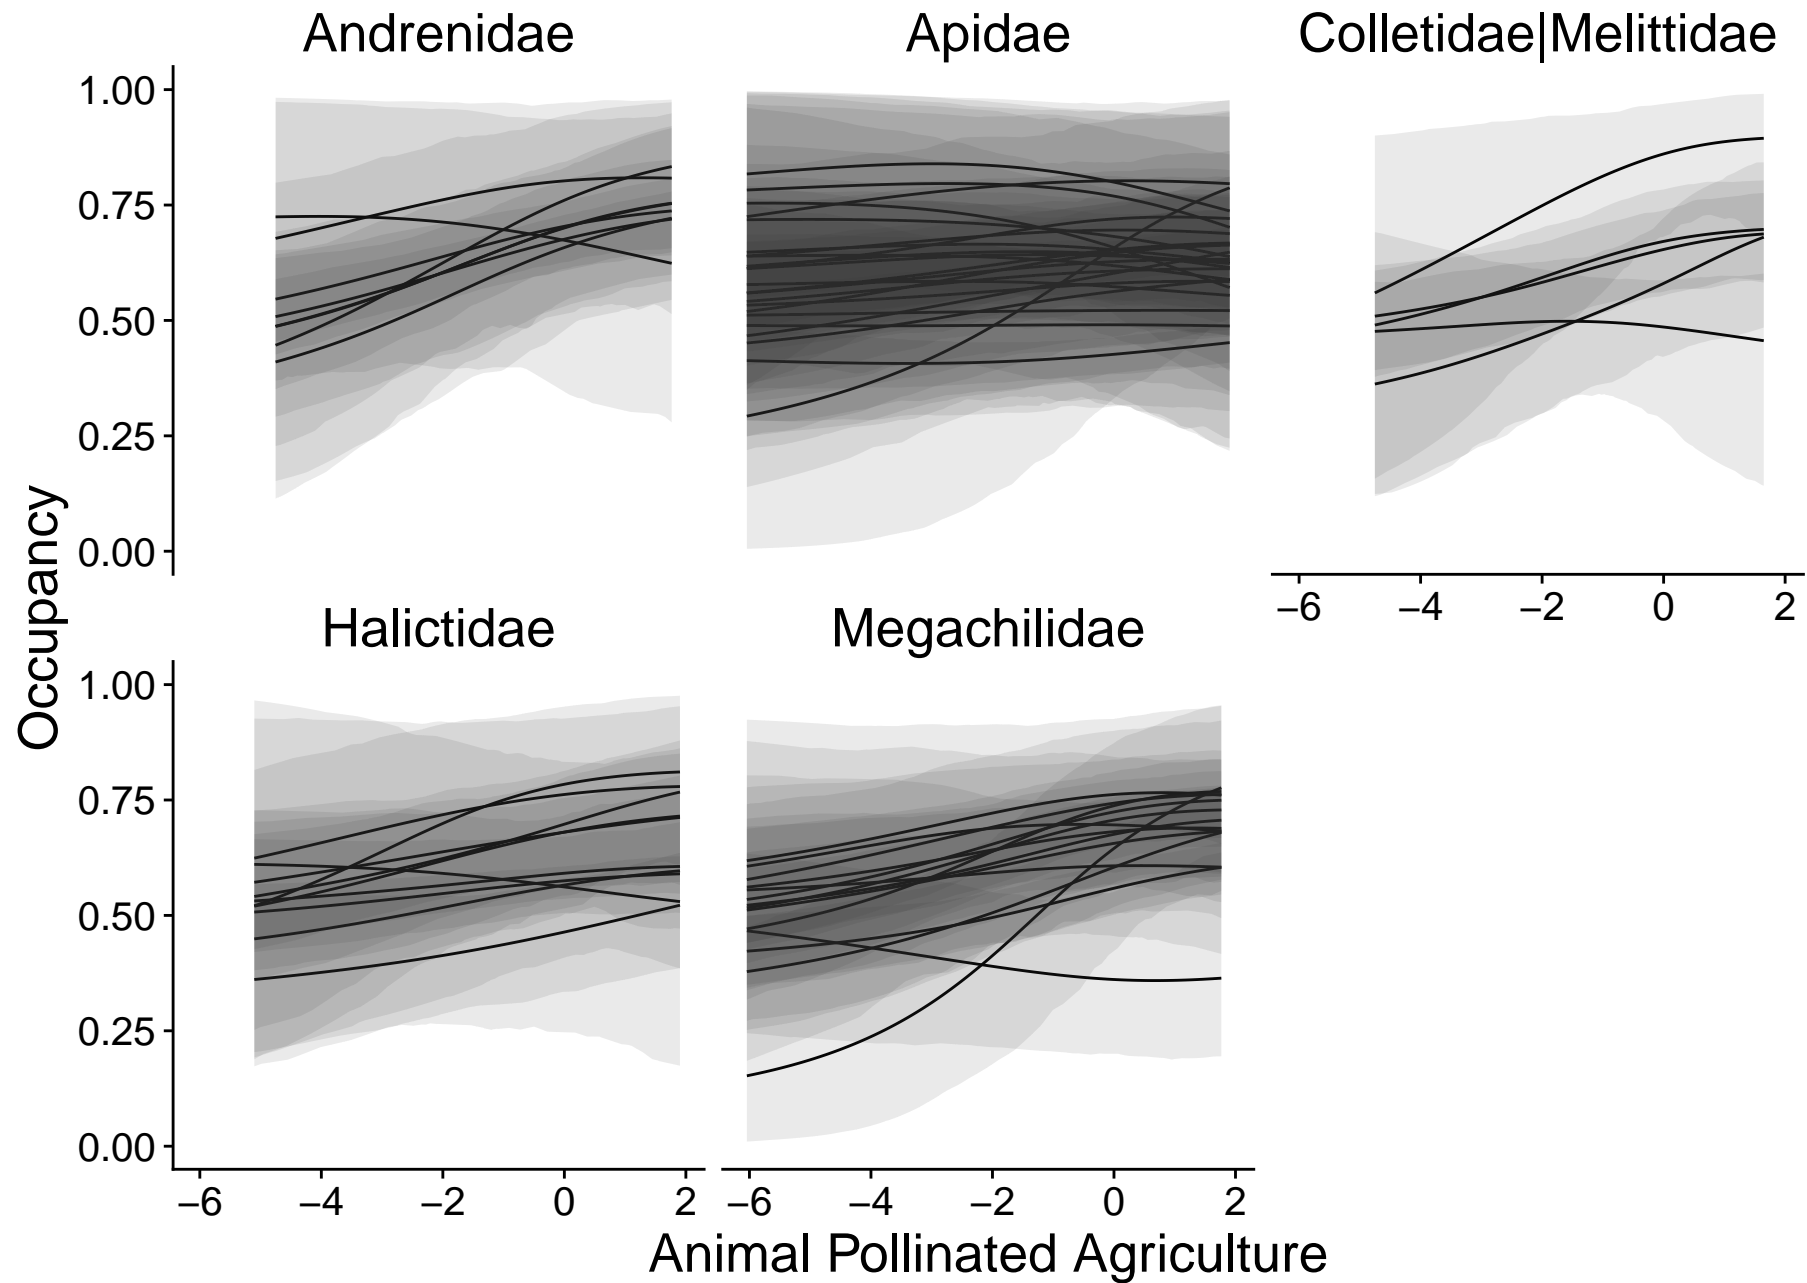 Andrenidae
Apidae
Colletidae|Melittidae
1.00
0.75
0.50
0.25
0.00
−6 −4 −2 0 2
Occupancy
Halictidae
Megachilidae
1.00
0.75
0.50
0.25
0.00
−6 −4 −2 0 2
−6 −4 −2 0 2
Animal Pollinated Agriculture